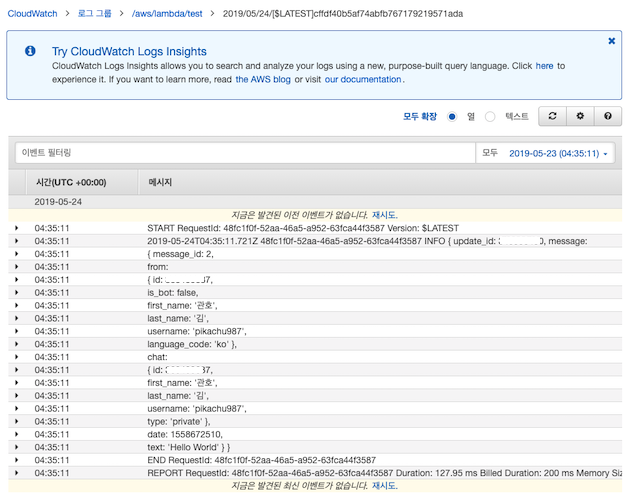 CloudWatch > 로그 그룹 > /aws/lambda/test > 2019/05/24/[$LATEST]cffdf40b5af74abfb767179219571ada
Try CloudWatch Logs Insights
CloudWatch Logs Insights allows you to search and analyze your logs using a new, purpose-built query language. Click here to
experience it. If you want to learn more, read the AWS blog or visit our documentation.
모두 확장 열 텍스트
이벤트 필터링 모두 2019-05-23 (04:35:11)
시간(UTC +00:00) 메시지
2019-05-24
지금은 발견된 이전 이벤트가 없습니다. 재시도.
04:35:11 START RequestId: 48fc1f0f-52aa-46a5-a952-63fca44f3587 Version: $LATEST
04:35:11 2019-05-24T04:35:11.721Z 48fc1f0f-52aa-46a5-a952-63fca44f3587 INFO { update_id: 0, message:
04:35:11 { message_id: 2,
04:35:11 from:
04:35:11 { id: 7,
04:35:11 is_bot: false,
04:35:11 first_name: '관호',
04:35:11 last_name: '김',
04:35:11 username: 'pikachu987',
04:35:11 language_code: 'ko' },
04:35:11 chat:
04:35:11 { id: 37,
04:35:11 first_name: '관호',
04:35:11 last_name: '김',
04:35:11 username: 'pikachu987',
04:35:11 type: 'private' },
04:35:11 date: 1558672510,
04:35:11 text: 'Hello World' } }
04:35:11 END RequestId: 48fc1f0f-52aa-46a5-a952-63fca44f3587
04:35:11 REPORT RequestId: 48fc1f0f-52aa-46a5-a952-63fca44f3587 Duration: 127.95 ms Billed Duration: 200 ms Memory Siz
지금은 발견된 최신 이벤트가 없습니다. 재시도.